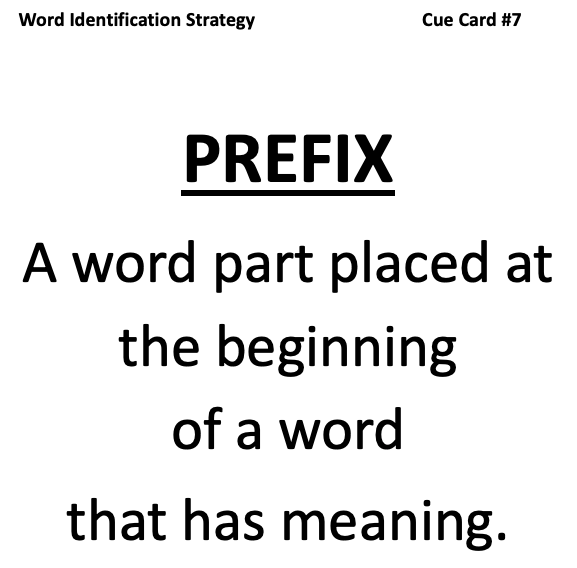 Word Identification Strategy Cue Card #7
PREFIX
A word part placed at
the beginning
of a word
that has meaning.